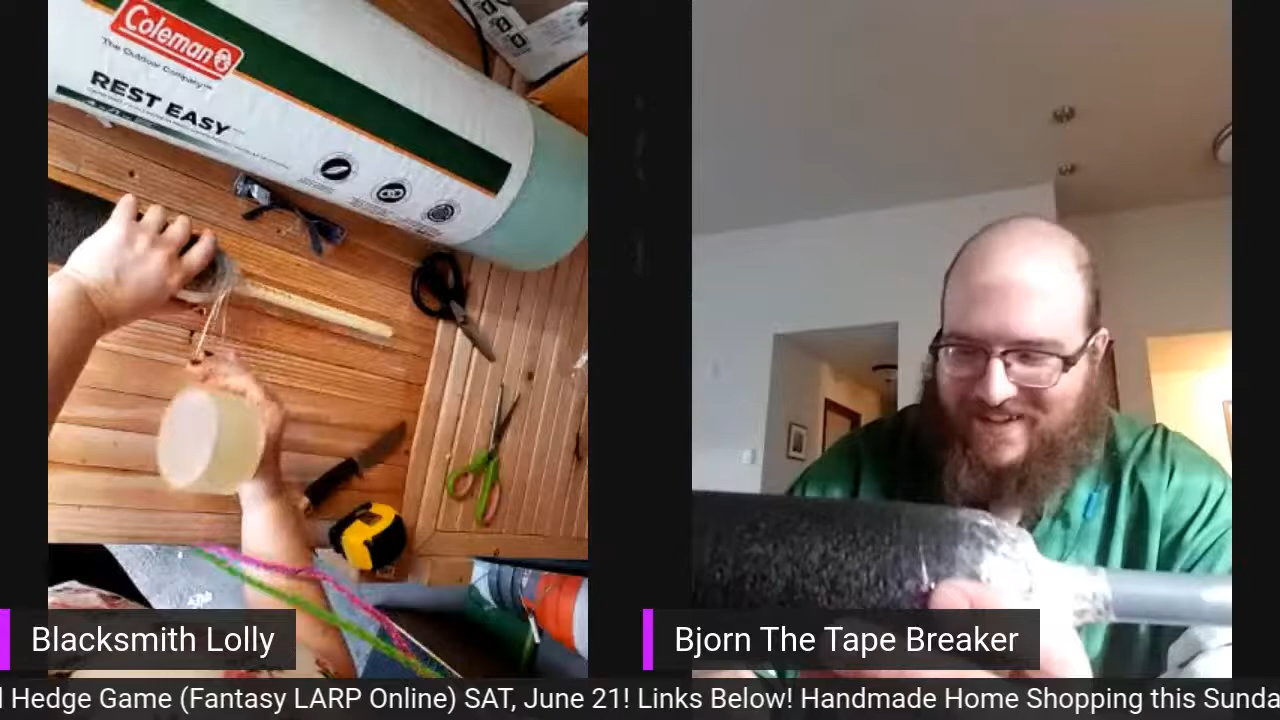 Coleman
The Outdoor Company™
REST EASY
Blacksmith Lolly
Bjorn The Tape Breaker
Hedge Game (Fantasy LARP Online) SAT, June 21! Links Below! Handmade Home Shopping this Sunda